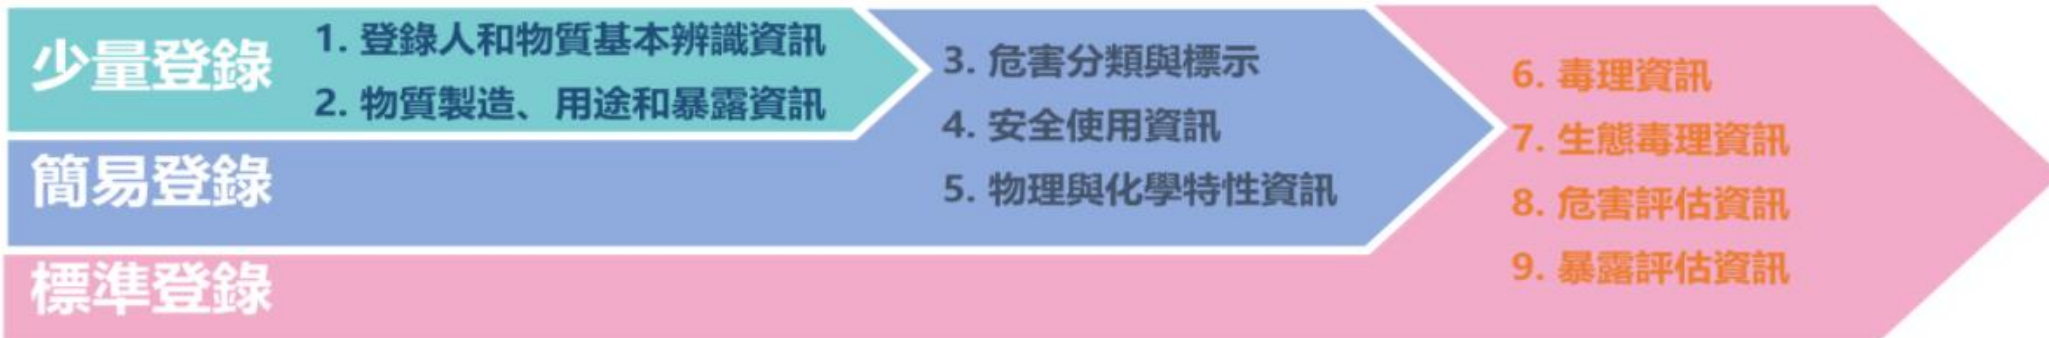 少量登錄
1. 登錄人和物質基本辨識資訊
2. 物質製造、用途和暴露資訊
簡易登錄
3. 危害分類與標示
4. 安全使用資訊
5. 物理與化學特性資訊
標準登錄
6. 毒理資訊
7. 生態毒理資訊
8. 危害評估資訊
9. 暴露評估資訊